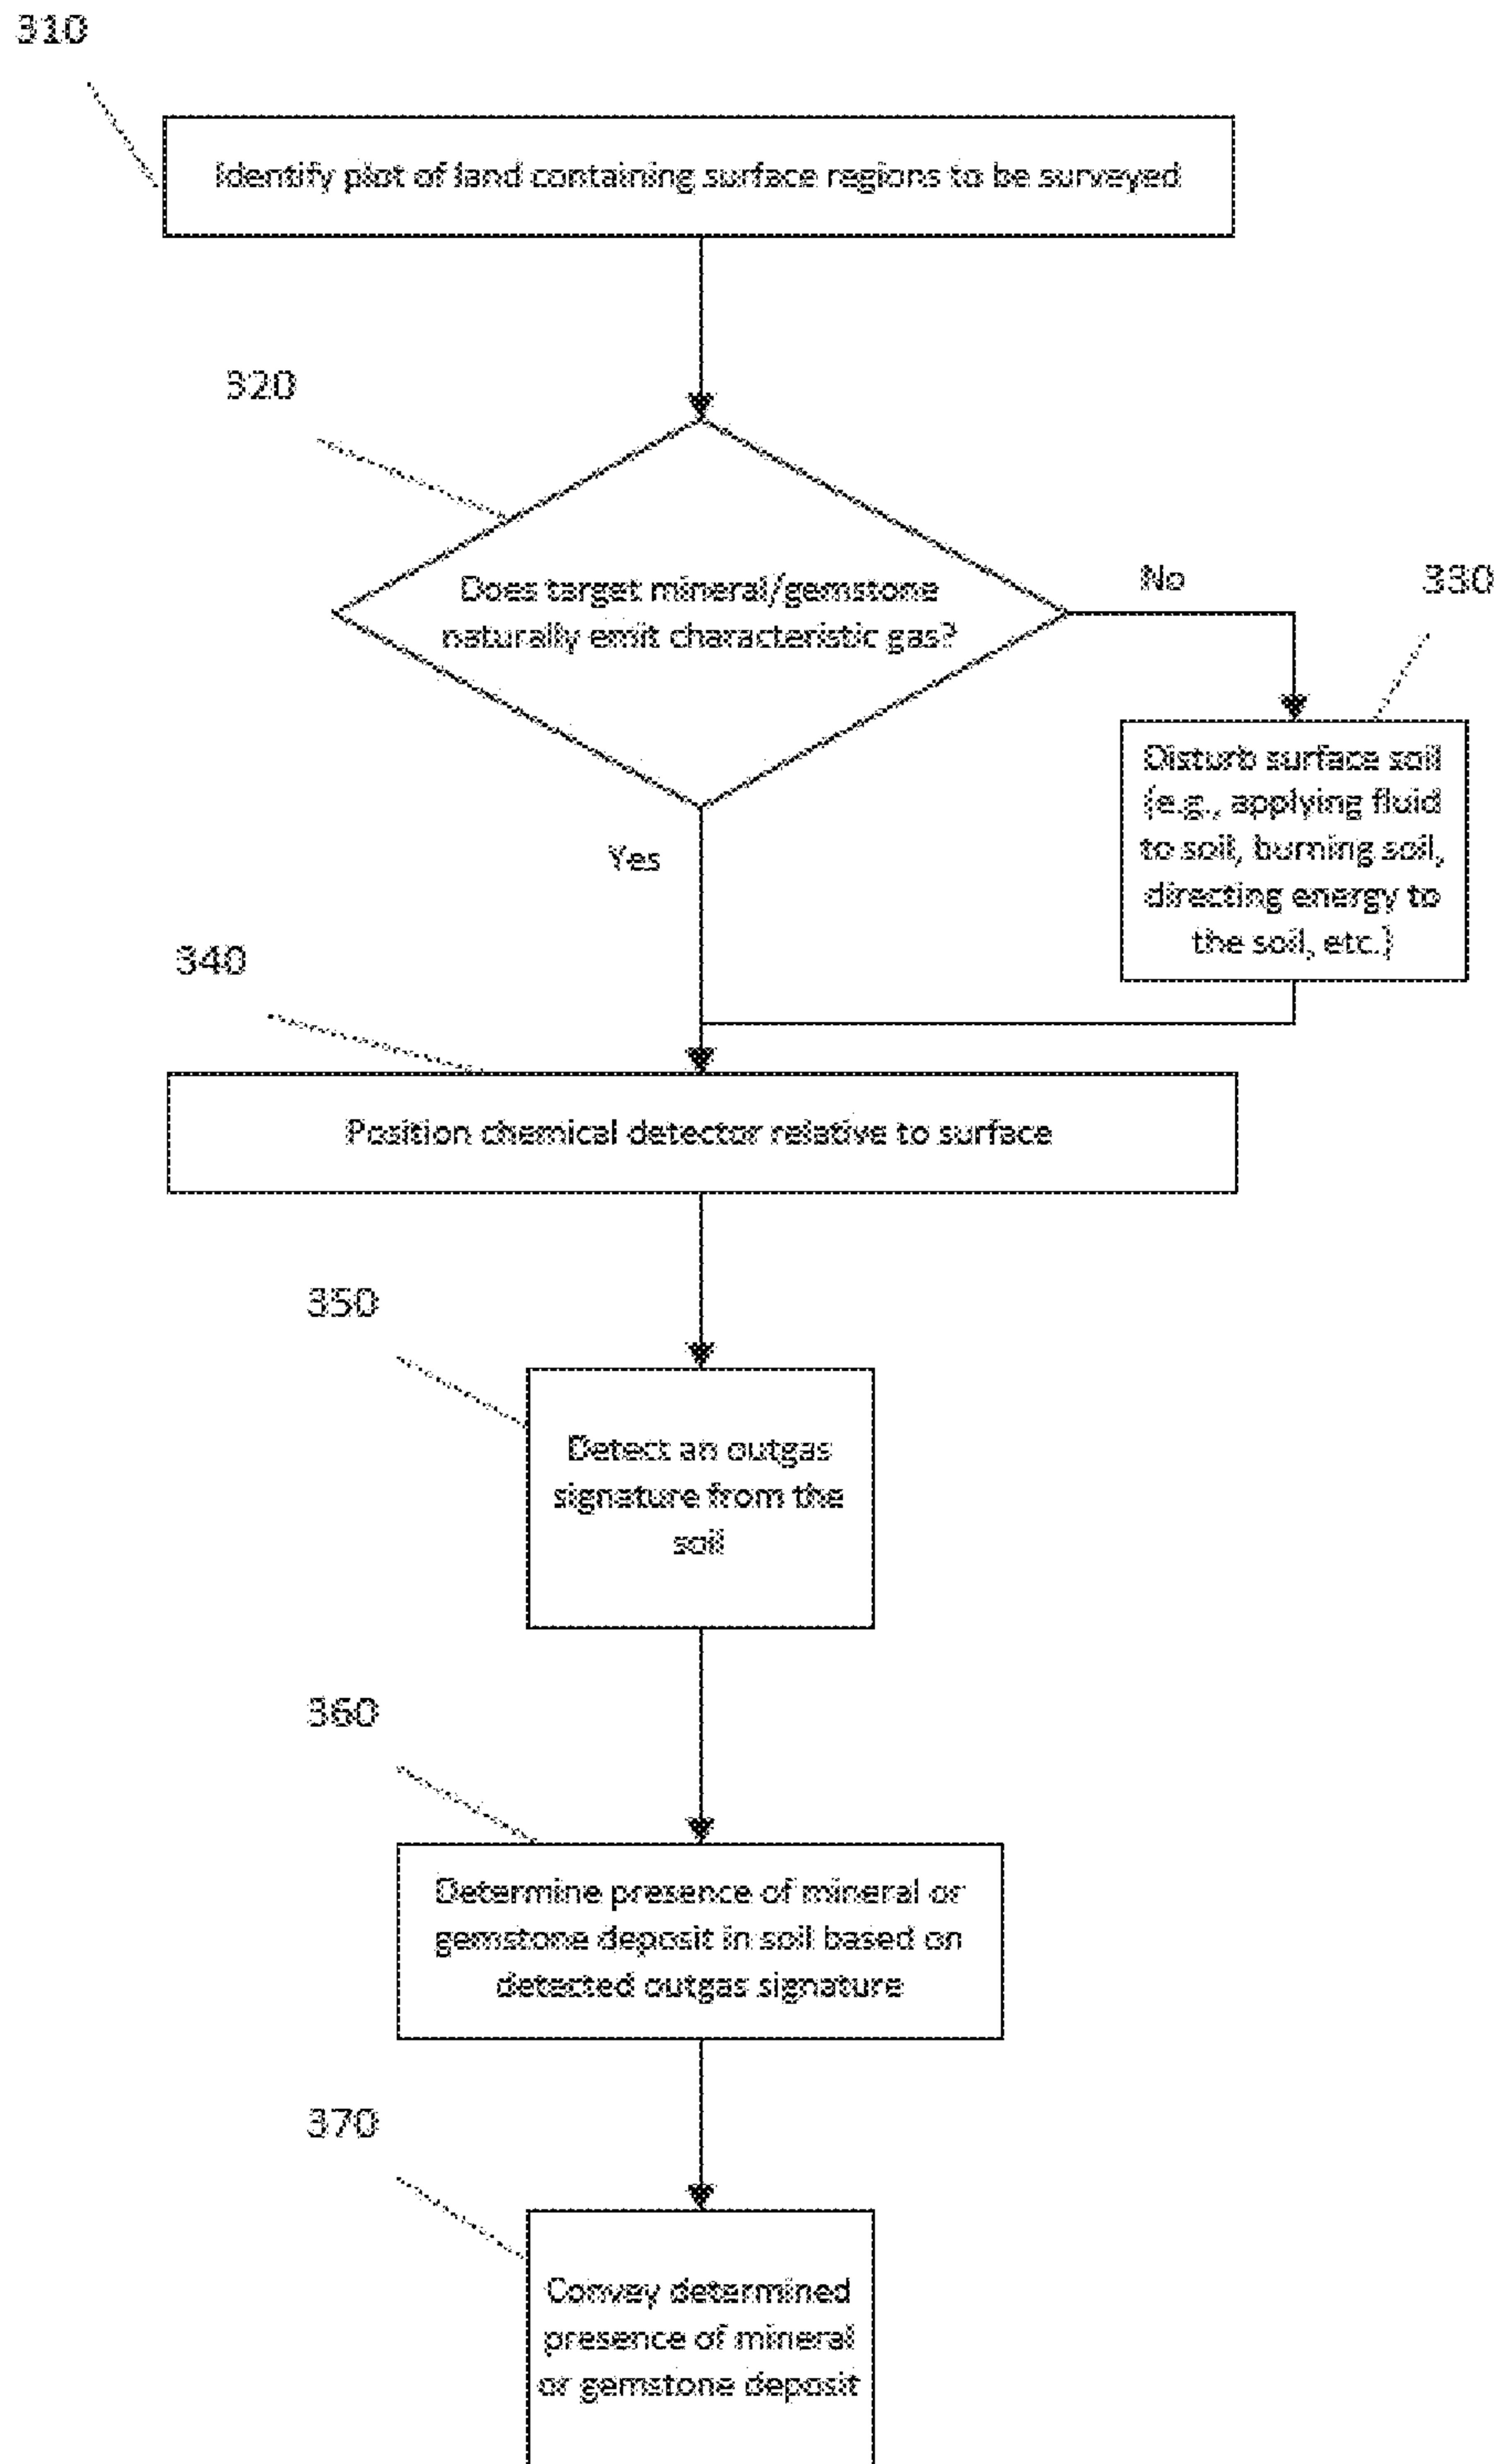 310
Identify plot of land containing surface regions to be surveyed
320
Does target mineral/gemstone
naturally emit characteristic gas?
No
330
Disturb surface soil
(e.g., applying fluid
to soil, burning soil,
directing energy to
the soil, etc.)
Yes
340
Position chemical detector relative to surface
350
Detect an outgas
signature from the
soil
360
Determine presence of mineral or
gemstone deposit in soil based on
detected outgas signature
370
Convey determined
presence of mineral
or gemstone deposit